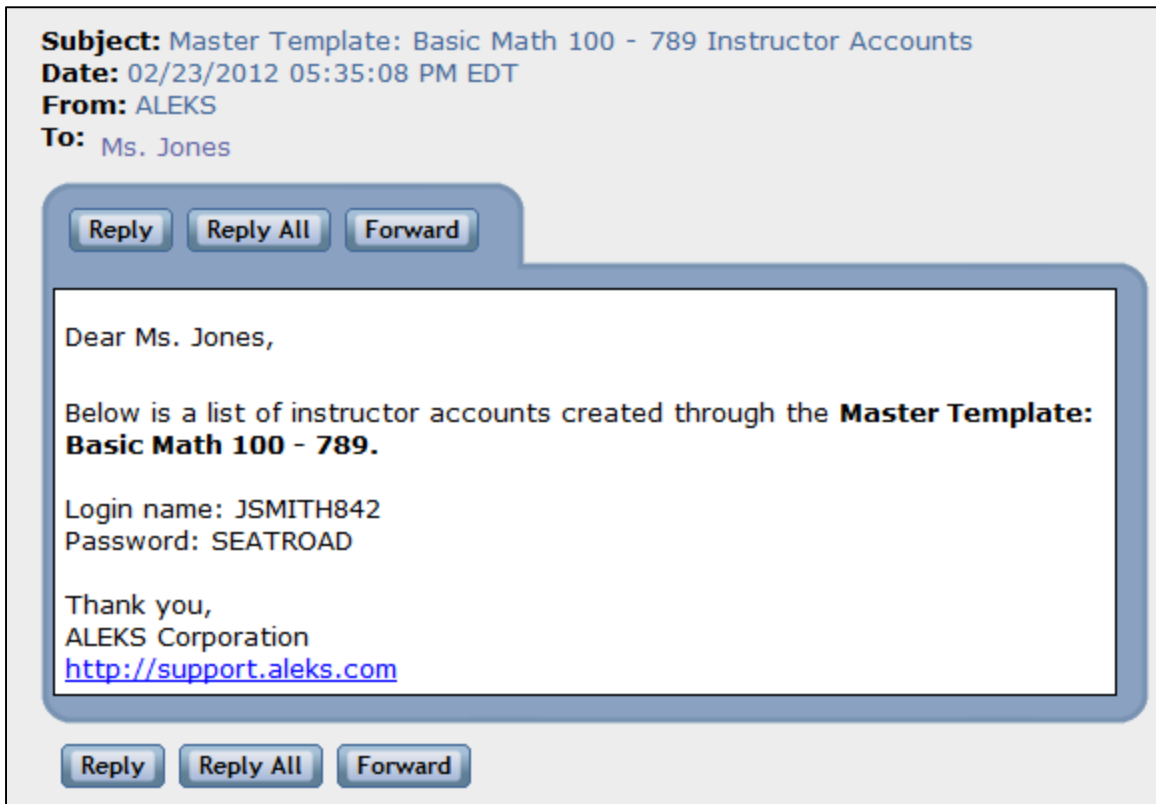 Subject: Master Template: Basic Math 100 - 789 Instructor Accounts
Date: 02/23/2012 05:35:08 PM EDT
From: ALEKS
To: Ms. Jones
Reply Reply All Forward
Dear Ms. Jones,
Below is a list of instructor accounts created through the Master Template:
Basic Math 100 - 789.
Login name: JSMITH842
Password: SEATROAD
Thank you,
ALEKS Corporation
http://support.aleks.com
Reply Reply All Forward